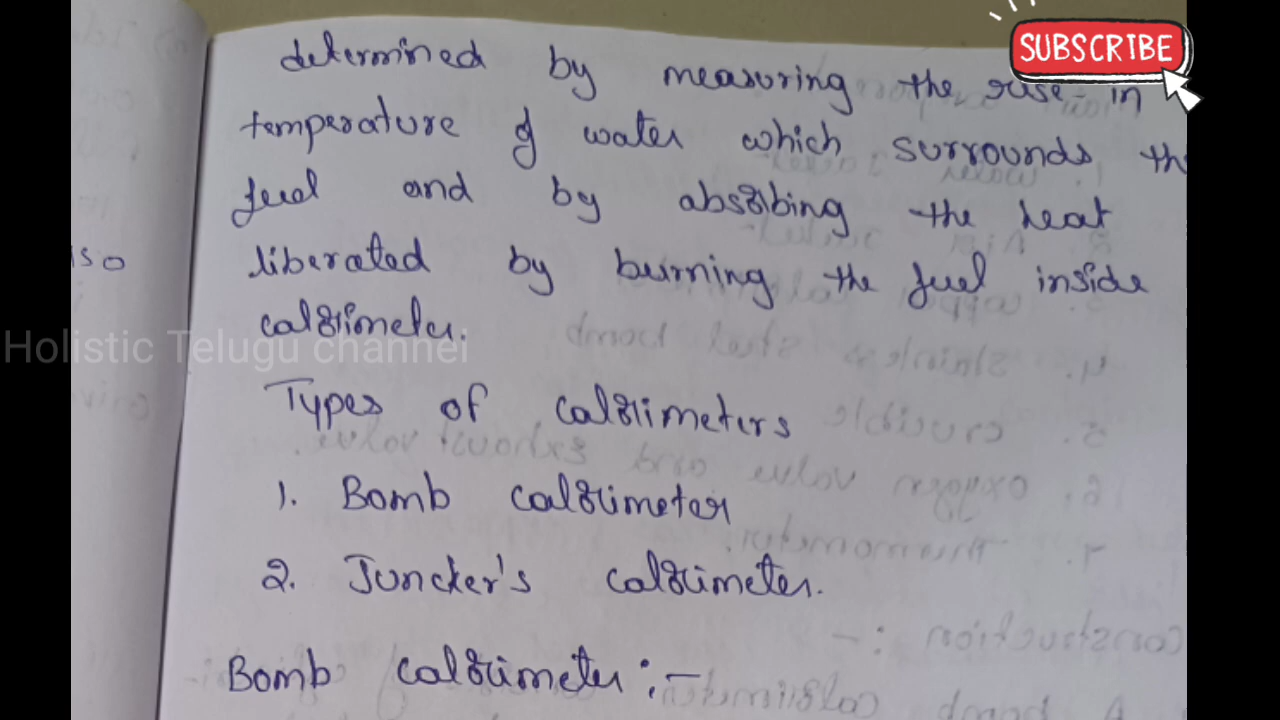 SUBSCRIBE
determined by measuring the rise in
temperature of water which surrounds the
fuel and by absorbing the heat
liberated by burning the fuel inside
calorimeter.
Holistic Telugu channel
Types of calorimeters
1. Bomb calorimeter
2. Juncker's calorimeter.
Bomb calorimeter :-